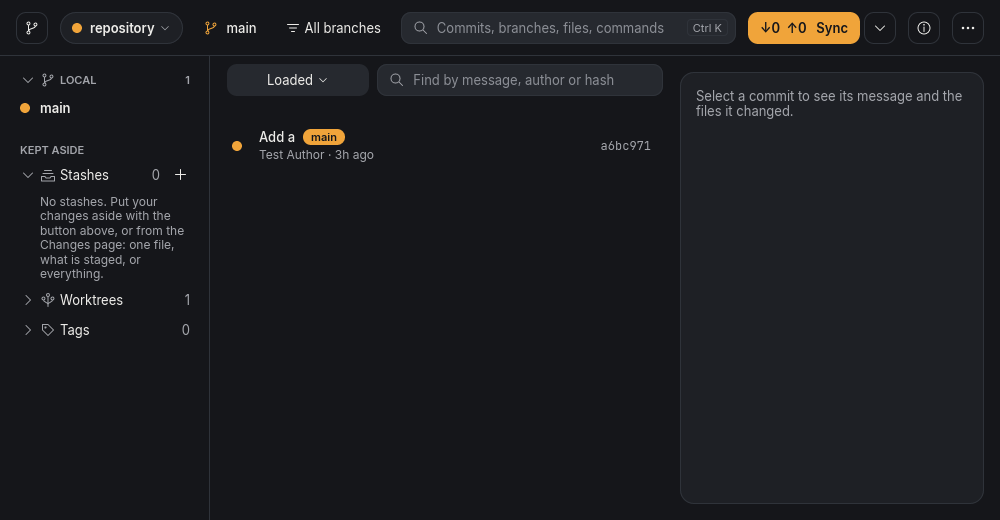 repository
main
All branches
Commits, branches, files, commands
Ctrl K
↓0 ↑0 Sync
LOCAL
1
main
KEPT ASIDE
Stashes
0
No stashes. Put your
changes aside with the
button above, or from the
Changes page: one file,
what is staged, or
everything.
Worktrees
1
Tags
0
Loaded
Find by message, author or hash
Add a
main
Test Author · 3h ago
a6bc971
Select a commit to see its message and the
files it changed.